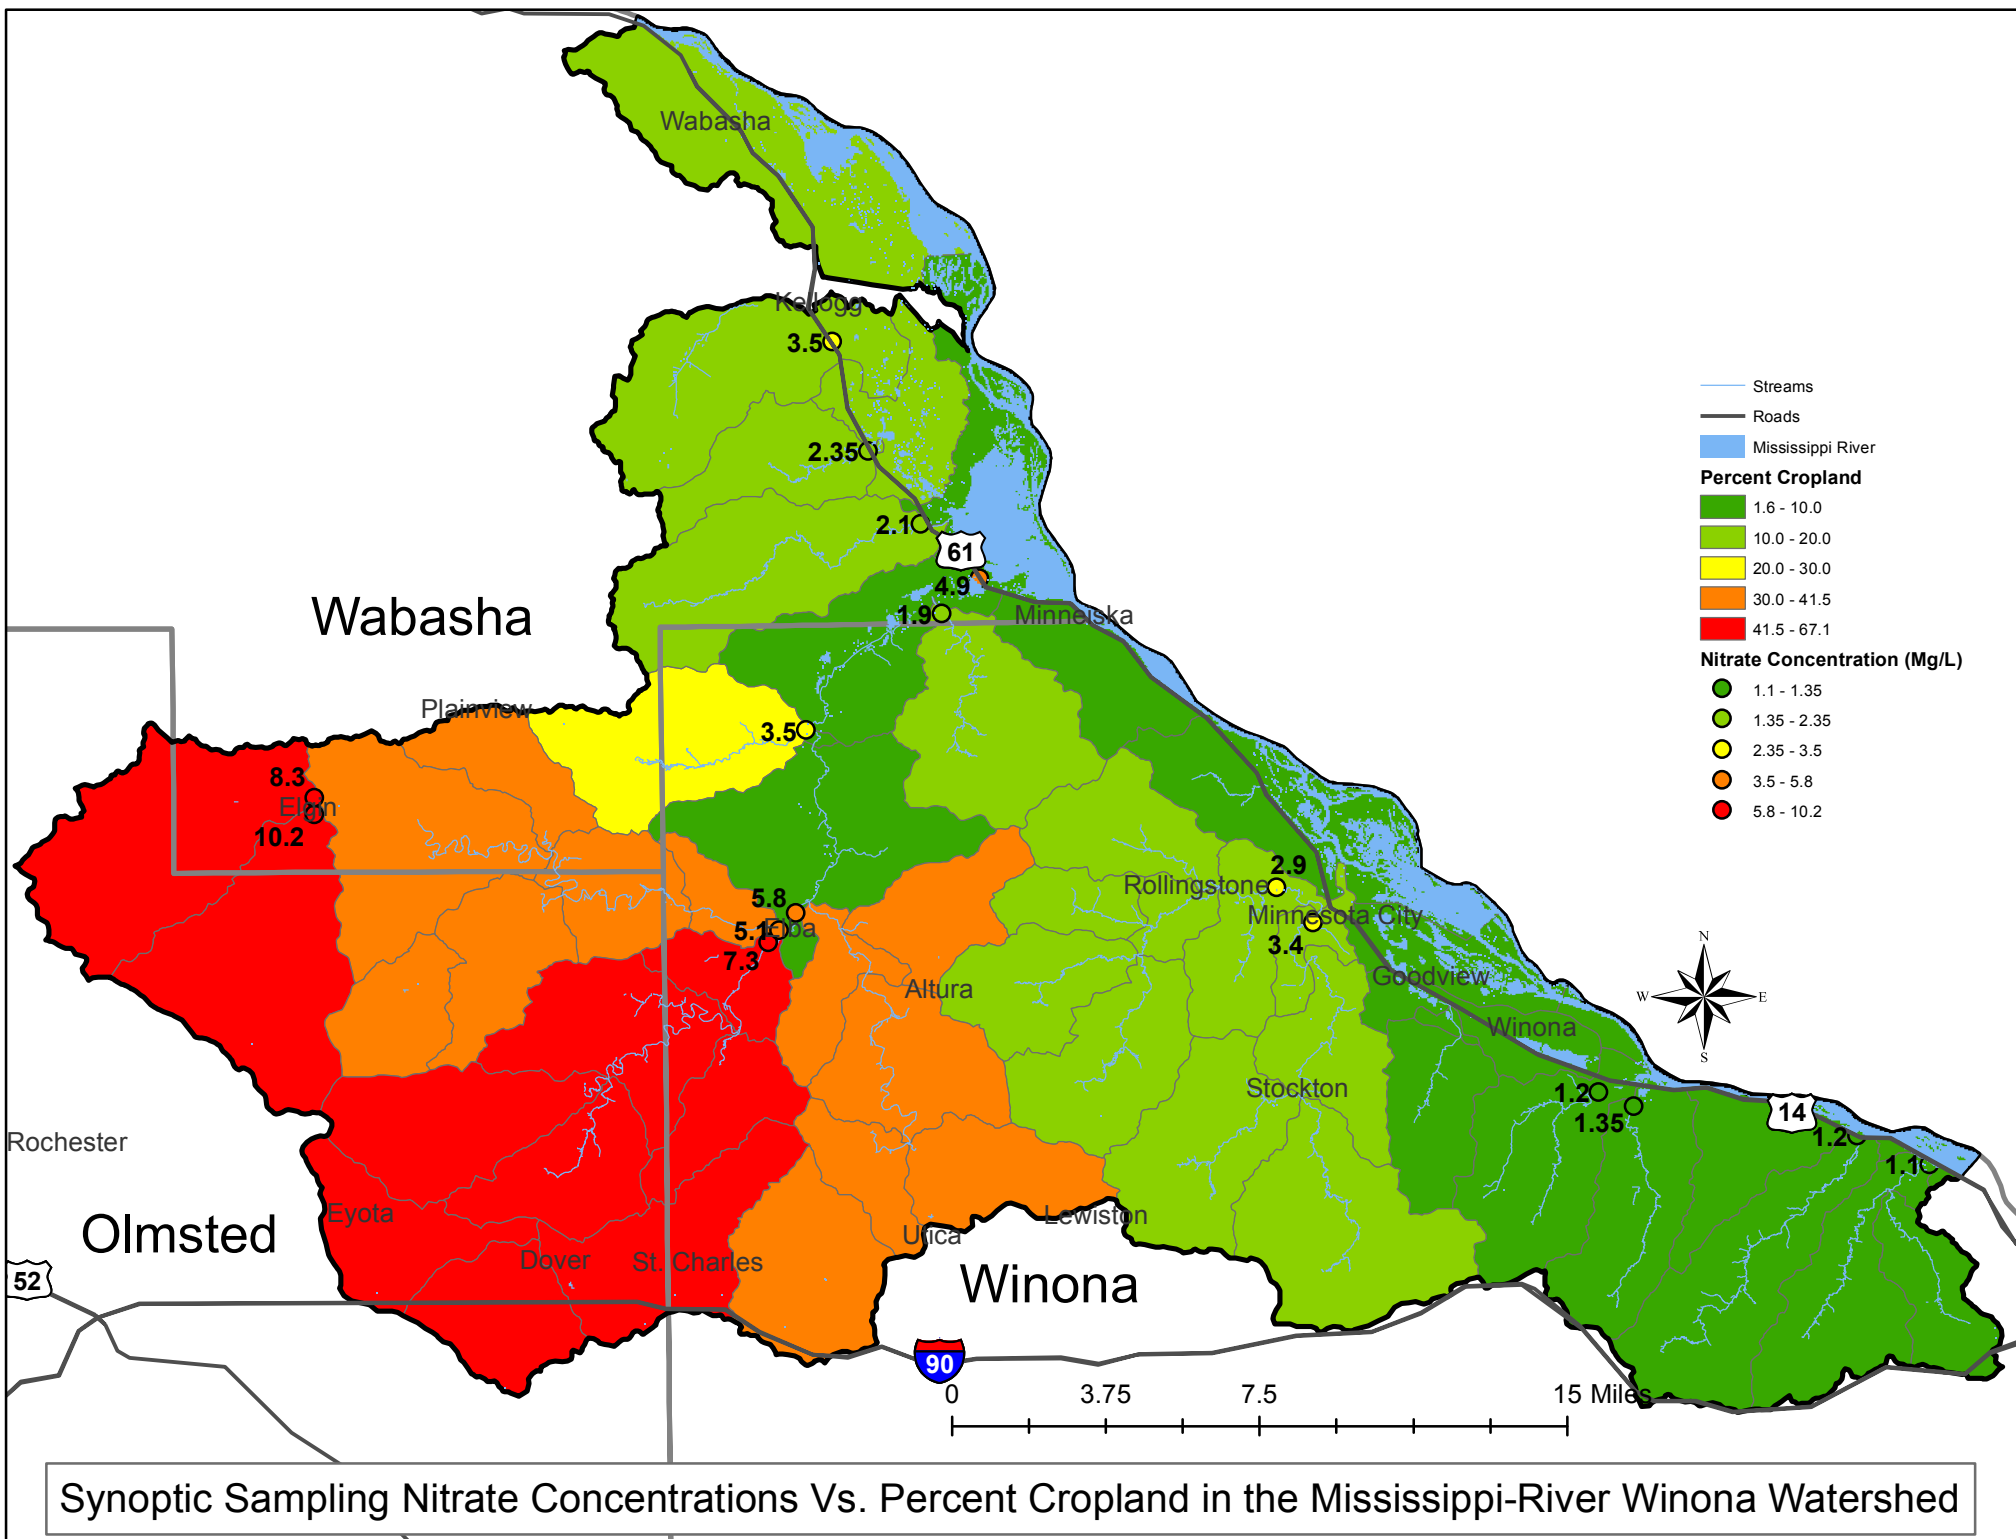 Wabasha
Kellogg
3.5
2.35
2.1
61
4.9
1.9
Minneiska
Wabasha
Plainview
3.5
8.3
Elgin
10.2
5.8
5.1
Elba
7.3
Altura
2.9
Rollingstone
Minnesota City
3.4
Goodview
Winona
Stockton
1.2
1.35
14
1.2
1.1
Rochester
Olmsted
Eyota
Dover
St. Charles
Utica
Lewiston
Winona
52
90
Streams
Roads
Mississippi River
Percent Cropland
1.6 - 10.0
10.0 - 20.0
20.0 - 30.0
30.0 - 41.5
41.5 - 67.1
Nitrate Concentration (Mg/L)
1.1 - 1.35
1.35 - 2.35
2.35 - 3.5
3.5 - 5.8
5.8 - 10.2
N
W E
S
0 3.75 7.5 15 Miles
Synoptic Sampling Nitrate Concentrations Vs. Percent Cropland in the Mississippi-River Winona Watershed